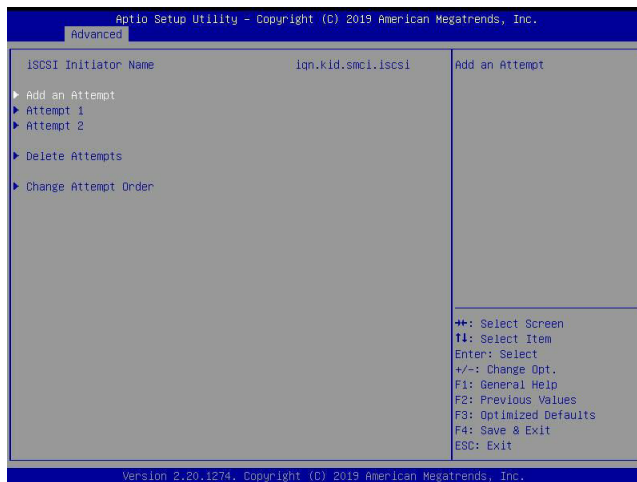 Aptio Setup Utility – Copyright (C) 2019 American Megatrends, Inc.
Advanced
iSCSI Initiator Name iqn.kid.smci.iscsi
Add an Attempt
Add an Attempt
Attempt 1
Attempt 2
Delete Attempts
Change Attempt Order
→←: Select Screen
↑↓: Select Item
Enter: Select
+/-: Change Opt.
F1: General Help
F2: Previous Values
F3: Optimized Defaults
F4: Save & Exit
ESC: Exit
Version 2.20.1274. Copyright (C) 2019 American Megatrends, Inc.